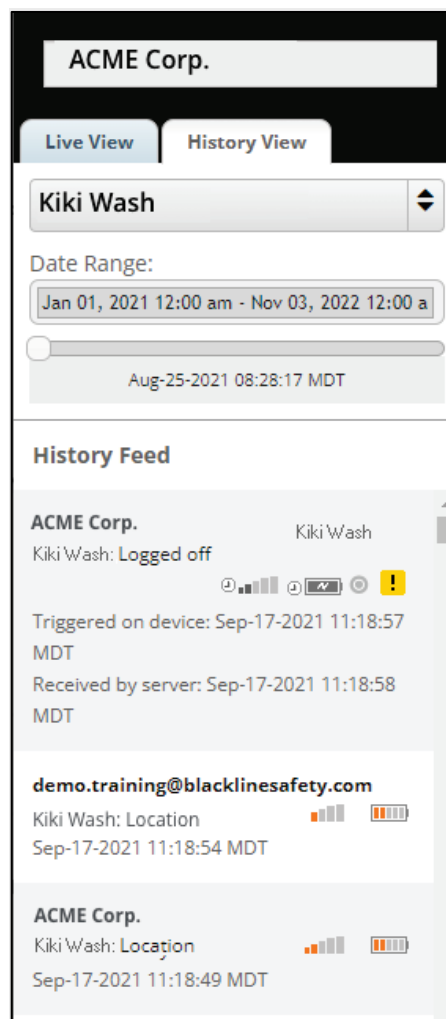 ACME Corp.
Live View
History View
Kiki Wash
Date Range:
Jan 01, 2021 12:00 am - Nov 03, 2022 12:00 a
Aug-25-2021 08:28:17 MDT
History Feed
ACME Corp.
Kiki Wash
Kiki Wash: Logged off
!
Triggered on device: Sep-17-2021 11:18:57
MDT
Received by server: Sep-17-2021 11:18:58
MDT
demo.training@blacklinesafety.com
Kiki Wash: Location
Sep-17-2021 11:18:54 MDT
ACME Corp.
Kiki Wash: Location
Sep-17-2021 11:18:49 MDT